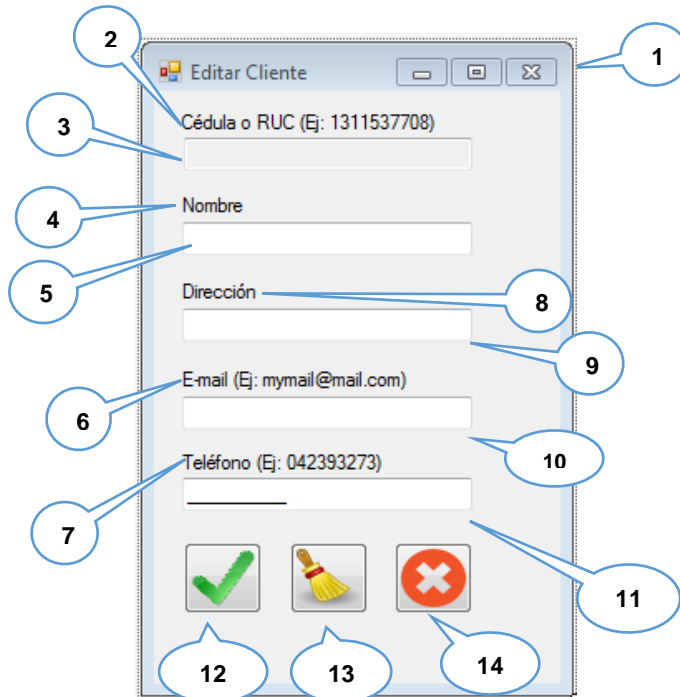 2
1
Editar Cliente
3
Cédula o RUC (Ej: 1311537708)
4
Nombre
5
Dirección
8
9
6
E-mail (Ej: mymail@mail.com)
10
7
Teléfono (Ej: 042393273)
_________
11
12
13
14